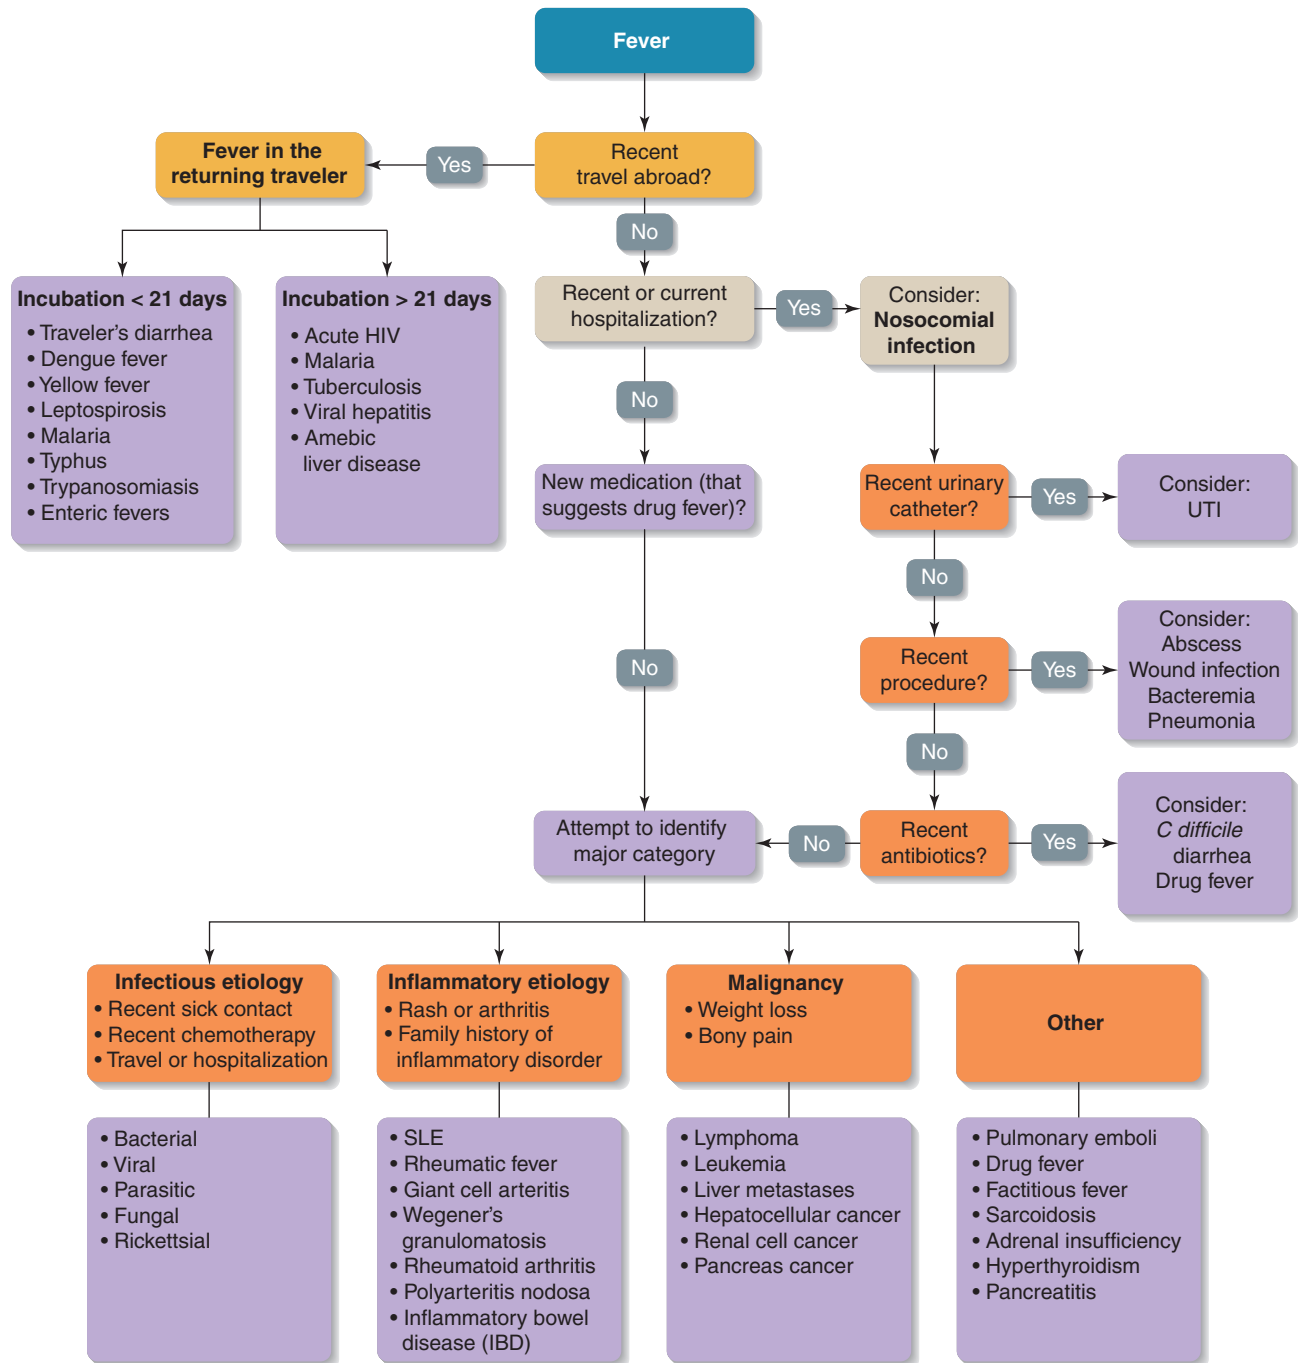 Fever
Recent
travel abroad?
Yes
Fever in the
returning traveler
No
Incubation < 21 days
• Traveler's diarrhea
• Dengue fever
• Yellow fever
• Leptospirosis
• Malaria
• Typhus
• Trypanosomiasis
• Enteric fevers
Incubation > 21 days
• Acute HIV
• Malaria
• Tuberculosis
• Viral hepatitis
• Amebic
liver disease
Recent or current
hospitalization?
Yes
Consider:
Nosocomial
infection
No
New medication (that
suggests drug fever)?
Recent urinary
catheter?
Yes
Consider:
UTI
No
No
Recent
procedure?
Yes
Consider:
Abscess
Wound infection
Bacteremia
Pneumonia
No
Attempt to identify
major category
No
Recent
antibiotics?
Yes
Consider:
C difficile
diarrhea
Drug fever
Infectious etiology
• Recent sick contact
• Recent chemotherapy
• Travel or hospitalization
Inflammatory etiology
• Rash or arthritis
• Family history of
inflammatory disorder
Malignancy
• Weight loss
• Bony pain
Other
• Bacterial
• Viral
• Parasitic
• Fungal
• Rickettsial
• SLE
• Rheumatic fever
• Giant cell arteritis
• Wegener's
granulomatosis
• Rheumatoid arthritis
• Polyarteritis nodosa
• Inflammatory bowel
disease (IBD)
• Lymphoma
• Leukemia
• Liver metastases
• Hepatocellular cancer
• Renal cell cancer
• Pancreas cancer
• Pulmonary emboli
• Drug fever
• Factitious fever
• Sarcoidosis
• Adrenal insufficiency
• Hyperthyroidism
• Pancreatitis